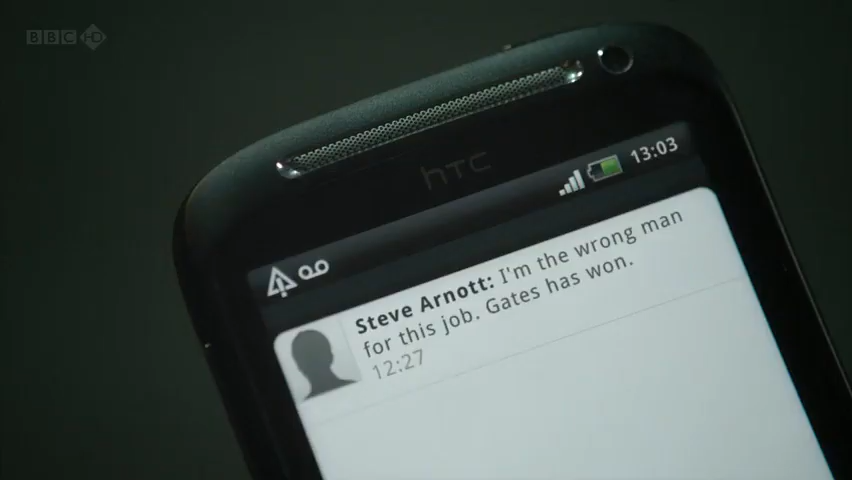 BBC HD
hTC
13:03
Steve Arnott: I'm the wrong man
for this job. Gates has won.
12:27